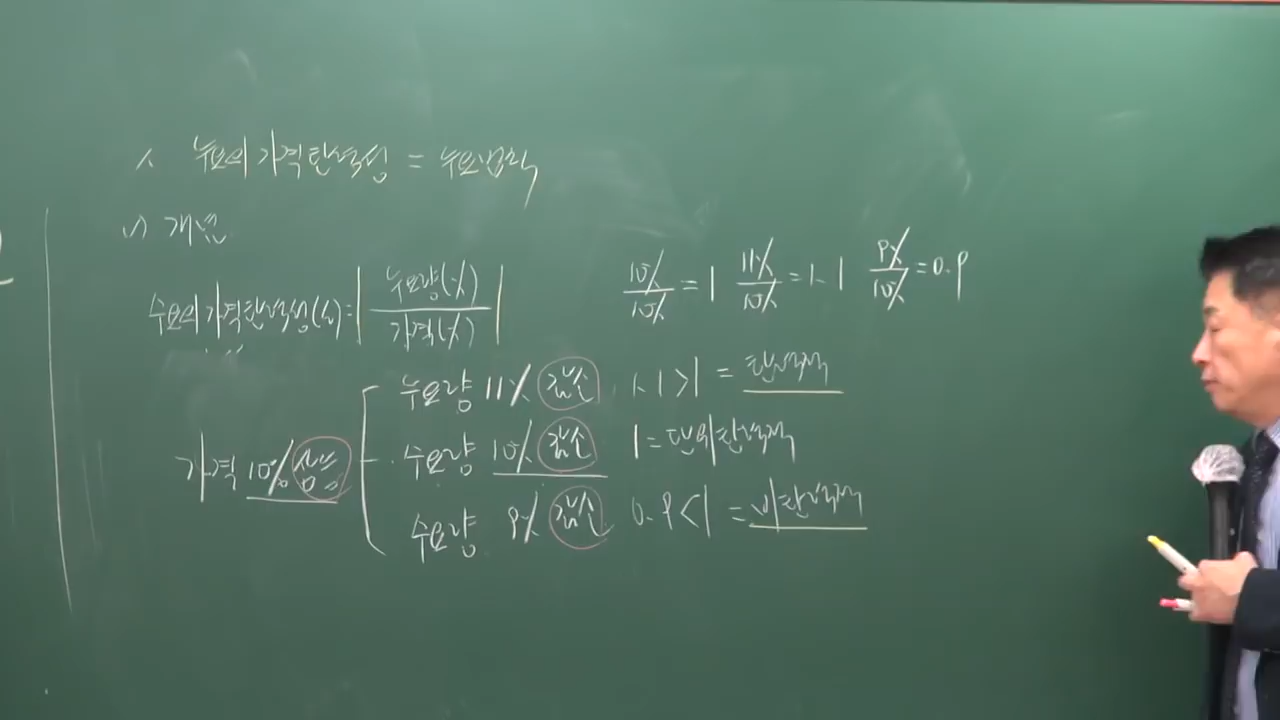 1. 수요의 가격탄력성 = 수요법칙
1) 개념
수요의 가격탄력성(ε) = | 수요량(%) / 가격(%) |
10% / 10% = 1 11% / 10% = 1.1 9% / 10% = 0.9
수요량 11% 감소 1.1 > 1 = 탄력적
가격 10% 상승 수요량 10% 감소 1 = 단위탄력적
수요량 9% 감소 0.9 < 1 = 비탄력적